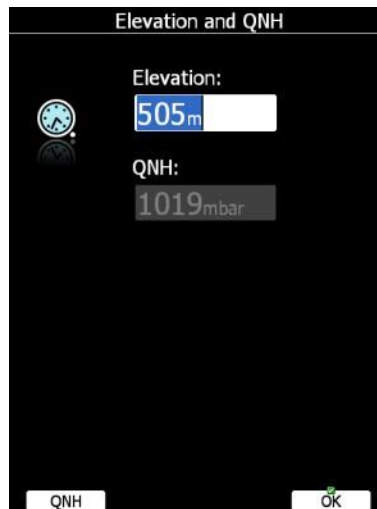 Elevation and QNH
Elevation:
505m
QNH:
1019mbar
QNH OK